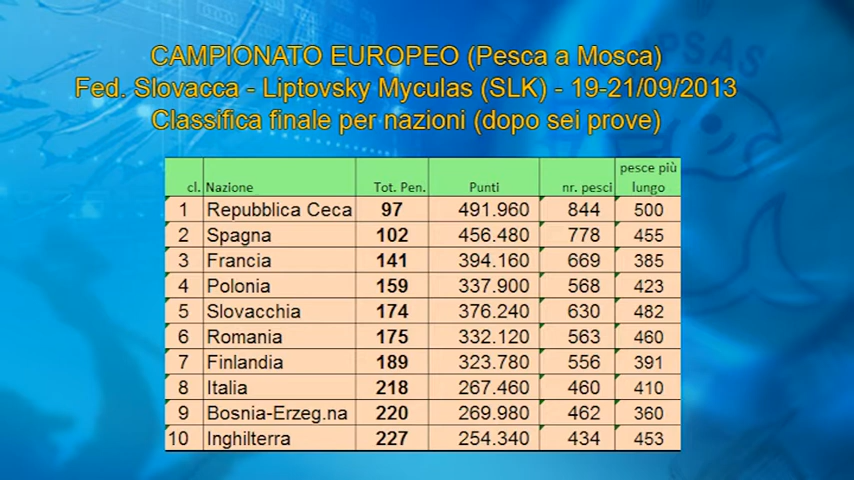 CAMPIONATO EUROPEO (Pesca a Mosca)
Fed. Slovacca - Liptovsky Myculas (SLK) - 19-21/09/2013
Classifica finale per nazioni (dopo sei prove)
cl. Nazione Tot. Pen. Punti nr. pesci pesce più lungo
1 Repubblica Ceca 97 491.960 844 500
2 Spagna 102 456.480 778 455
3 Francia 141 394.160 669 385
4 Polonia 159 337.900 568 423
5 Slovacchia 174 376.240 630 482
6 Romania 175 332.120 563 460
7 Finlandia 189 323.780 556 391
8 Italia 218 267.460 460 410
9 Bosnia-Erzeg.na 220 269.980 462 360
10 Inghilterra 227 254.340 434 453